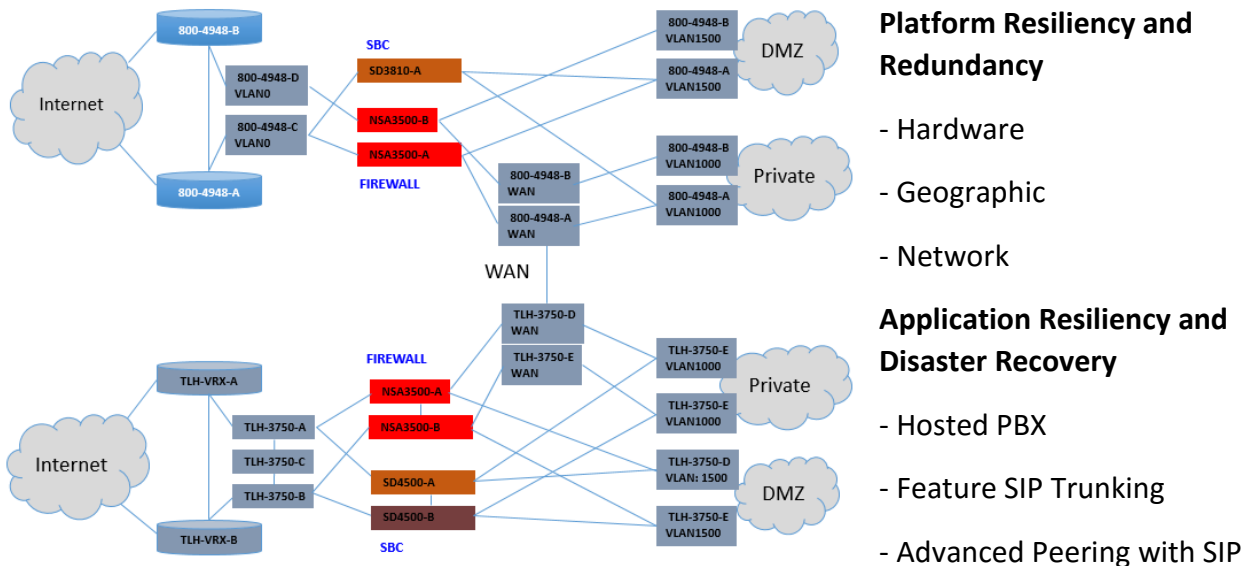 800-4948-B
Internet
800-4948-D
VLAN0
800-4948-C
VLAN0
800-4948-A
SBC
SD3810-A
NSA3500-B
NSA3500-A
FIREWALL
800-4948-B
WAN
800-4948-A
WAN
800-4948-B
VLAN1500
800-4948-A
VLAN1500
DMZ
800-4948-B
VLAN1000
800-4948-A
VLAN1000
Private
WAN
TLH-3750-D
WAN
TLH-3750-E
WAN
FIREWALL
NSA3500-A
NSA3500-B
TLH-VRX-A
Internet
TLH-3750-A
TLH-3750-C
TLH-3750-B
TLH-VRX-B
SD4500-A
SD4500-B
SBC
TLH-3750-E
VLAN1000
TLH-3750-E
VLAN1000
Private
TLH-3750-D
VLAN: 1500
TLH-3750-E
VLAN1500
DMZ
Platform Resiliency and
Redundancy
- Hardware
- Geographic
- Network
Application Resiliency and
Disaster Recovery
- Hosted PBX
- Feature SIP Trunking
- Advanced Peering with SIP